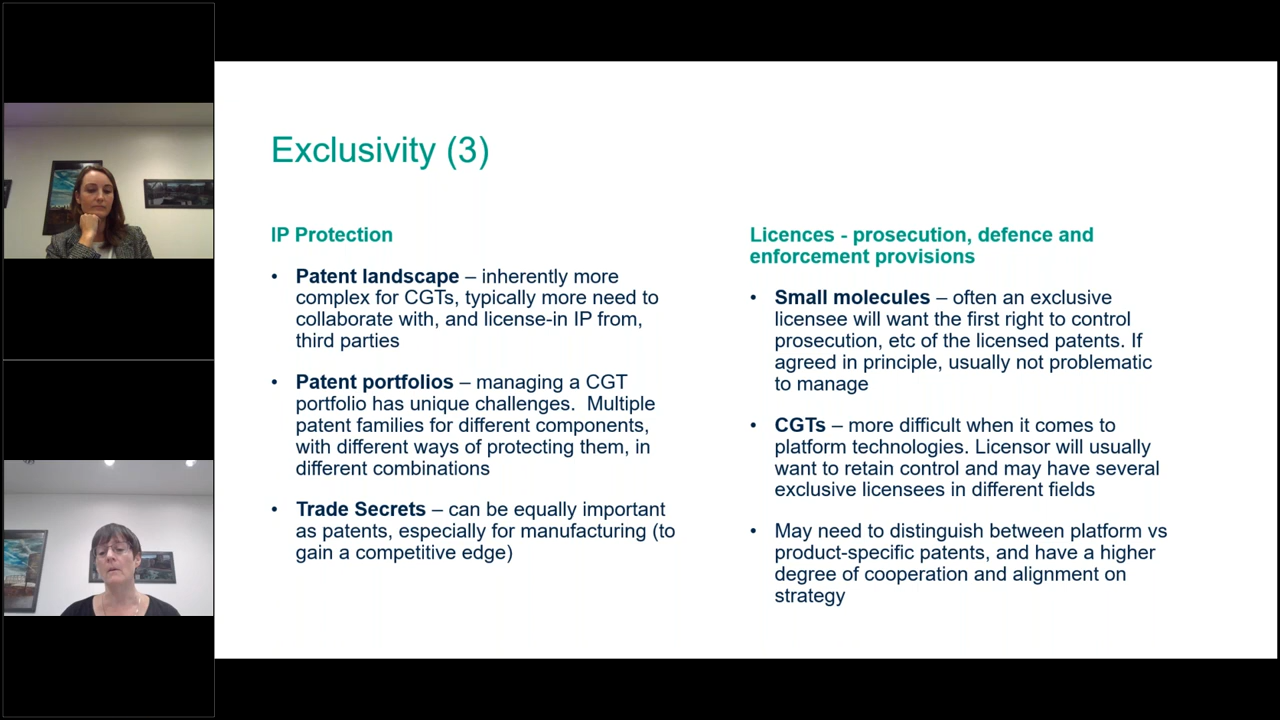 Exclusivity (3)
IP Protection
• Patent landscape – inherently more
complex for CGTs, typically more need to
collaborate with, and license-in IP from,
third parties
• Patent portfolios – managing a CGT
portfolio has unique challenges.  Multiple
patent families for different components,
with different ways of protecting them, in
different combinations
• Trade Secrets – can be equally important
as patents, especially for manufacturing (to
gain a competitive edge)
Licences - prosecution, defence and
enforcement provisions
• Small molecules – often an exclusive
licensee will want the first right to control
prosecution, etc of the licensed patents. If
agreed in principle, usually not problematic
to manage
• CGTs – more difficult when it comes to
platform technologies. Licensor will usually
want to retain control and may have several
exclusive licensees in different fields
• May need to distinguish between platform vs
product-specific patents, and have a higher
degree of cooperation and alignment on
strategy